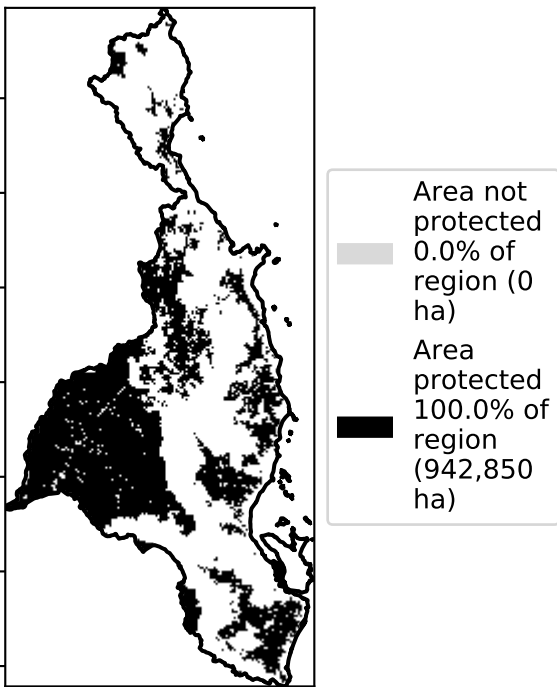 Area not
protected
0.0% of
region (0
ha)
Area
protected
100.0% of
region
(942,850
ha)